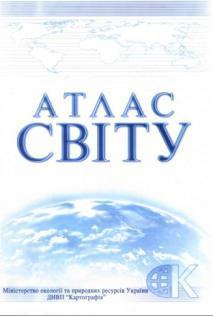 АТЛАС
СВІТУ
Міністерство екології та природних ресурсів України
ДНВП "Картографія"
К